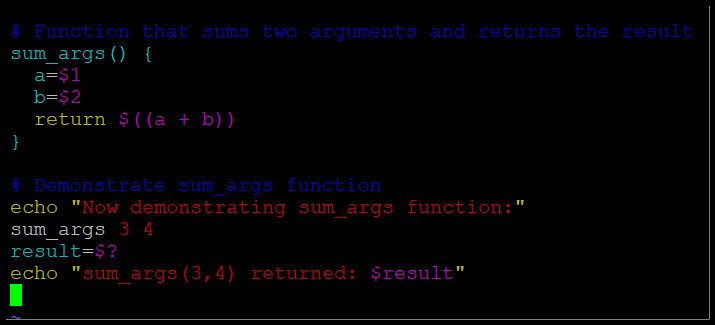 # Function that sums two arguments and returns the result
sum_args() {
  a=$1
  b=$2
  return $((a + b))
}

# Demonstrate sum_args function
echo "Now demonstrating sum_args function:"
sum_args 3 4
result=$?
echo "sum_args(3,4) returned: $result"
~